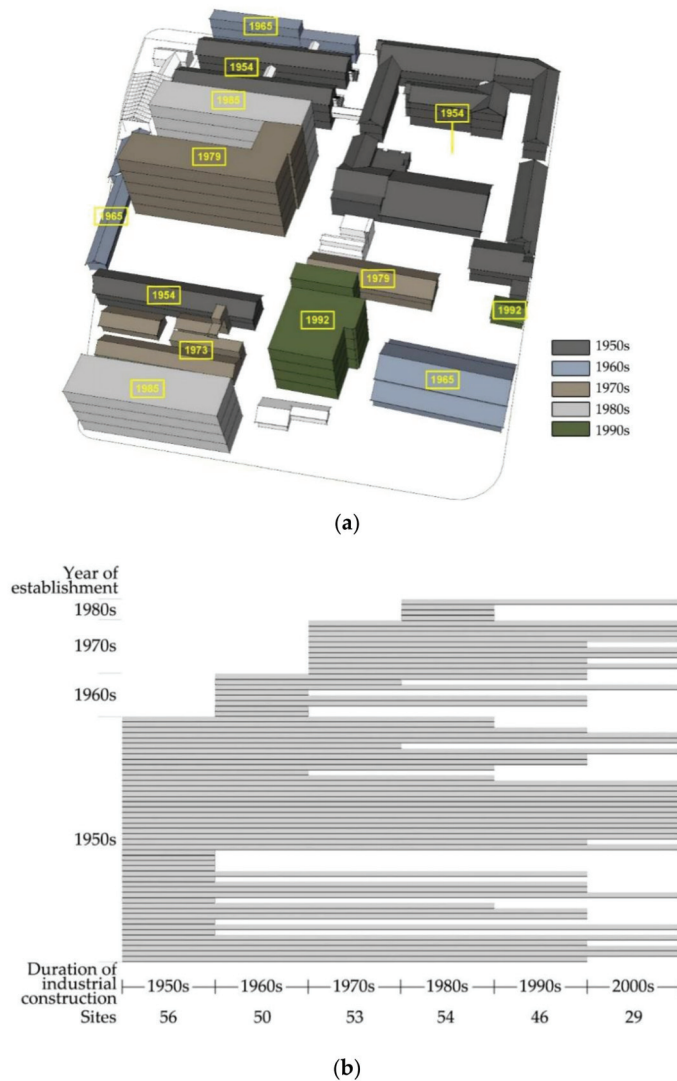 1965
1954
1985
1954
1979
1965
1954
1979
1992
1992
1973
1965
1985
1950s
1960s
1970s
1980s
1990s
(a)
Year of
establishment
1980s
1970s
1960s
1950s
Duration of
industrial
construction
1950s 1960s 1970s 1980s 1990s 2000s
Sites 56 50 53 54 46 29
(b)